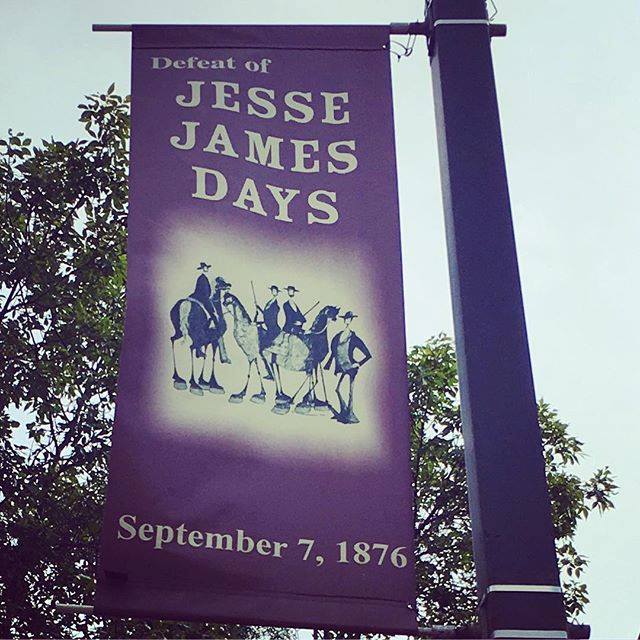 Defeat of
JESSE
JAMES
DAYS
September 7, 1876